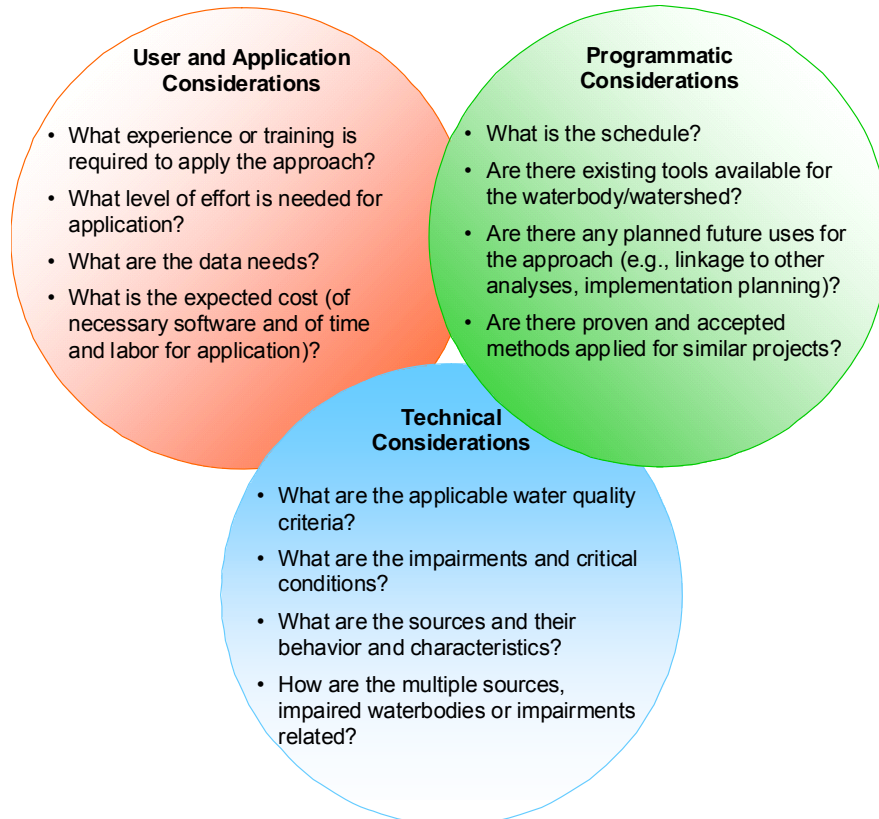 User and Application
Considerations
• What experience or training is
required to apply the approach?
• What level of effort is needed for
application?
• What are the data needs?
• What is the expected cost (of
necessary software and of time
and labor for application)?
Programmatic
Considerations
• What is the schedule?
• Are there existing tools available for
the waterbody/watershed?
• Are there any planned future uses for
the approach (e.g., linkage to other
analyses, implementation planning)?
• Are there proven and accepted
methods applied for similar projects?
Technical
Considerations
• What are the applicable water quality
criteria?
• What are the impairments and critical
conditions?
• What are the sources and their
behavior and characteristics?
• How are the multiple sources,
impaired waterbodies or impairments
related?